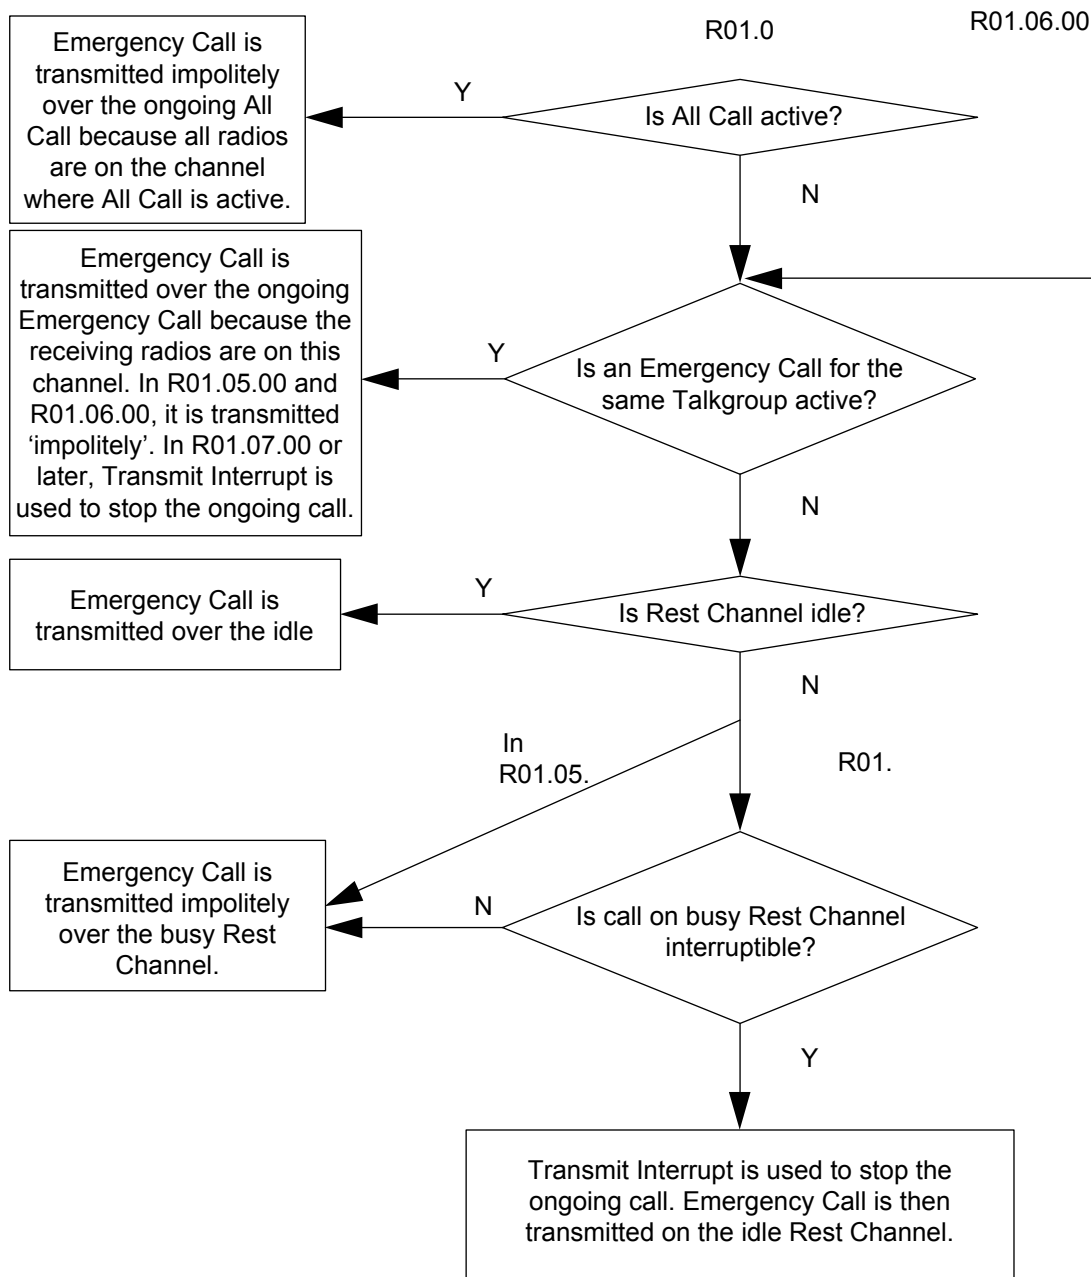 R01.0
R01.06.00
Emergency Call is
transmitted impolitely
over the ongoing All
Call because all radios
are on the channel
where All Call is active.
Y
Is All Call active?
N
Emergency Call is
transmitted over the ongoing
Emergency Call because the
receiving radios are on this
channel. In R01.05.00 and
R01.06.00, it is transmitted
‘impolitely’. In R01.07.00 or
later, Transmit Interrupt is
used to stop the ongoing call.
Y
Is an Emergency Call for the
same Talkgroup active?
N
Emergency Call is
transmitted over the idle
Y
Is Rest Channel idle?
N
In
R01.05.
R01.
Emergency Call is
transmitted impolitely
over the busy Rest
Channel.
N
Is call on busy Rest Channel
interruptible?
Y
Transmit Interrupt is used to stop the
ongoing call. Emergency Call is then
transmitted on the idle Rest Channel.